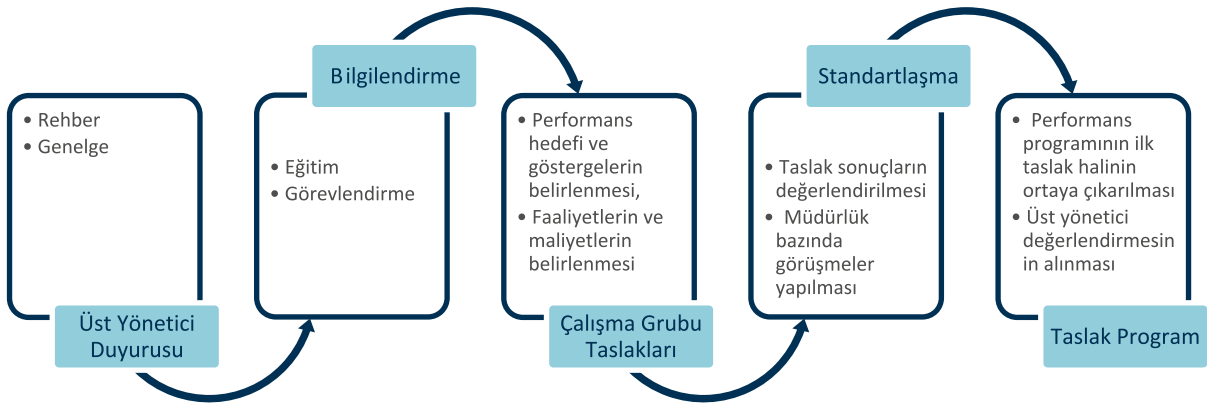 • Rehber
• Genelge
Üst Yönetici
Duyurusu
Bilgilendirme
• Eğitim
• Görevlendirme
• Performans
hedefi ve
göstergelerin
belirlenmesi,
• Faaliyetlerin ve
maliyetlerin
belirlenmesi
Çalışma Grubu
Taslakları
Standartlaşma
• Taslak sonuçların
değerlendirilmesi
• Müdürlük
bazında
görüşmeler
yapılması
• Performans
programının ilk
taslak halinin
ortaya çıkarılması
• Üst yönetici
değerlendirmesin
in alınması
Taslak Program